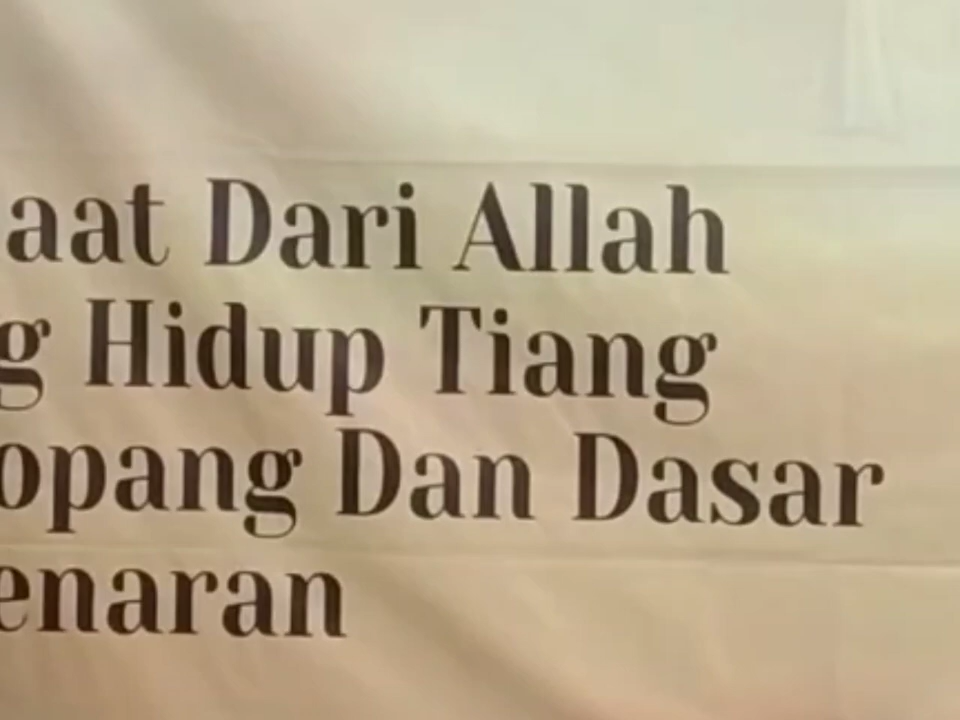 aat Dari Allah
g Hidup Tiang
opang Dan Dasar
enaran